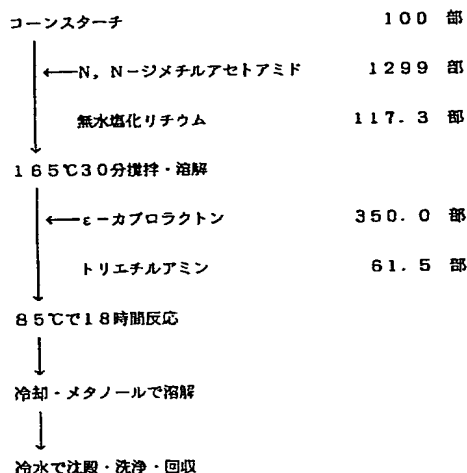 コーンスターチ 100 部
←N，N－ジメチルアセトアミド 1299 部
無水塩化リチウム 117．3 部
165℃30分攪拌・溶解
←ε－カプロラクトン 350．0 部
トリエチルアミン 61．5 部
85℃で18時間反応
冷却・メタノールで溶解
冷水で注殿・洗浄・回収